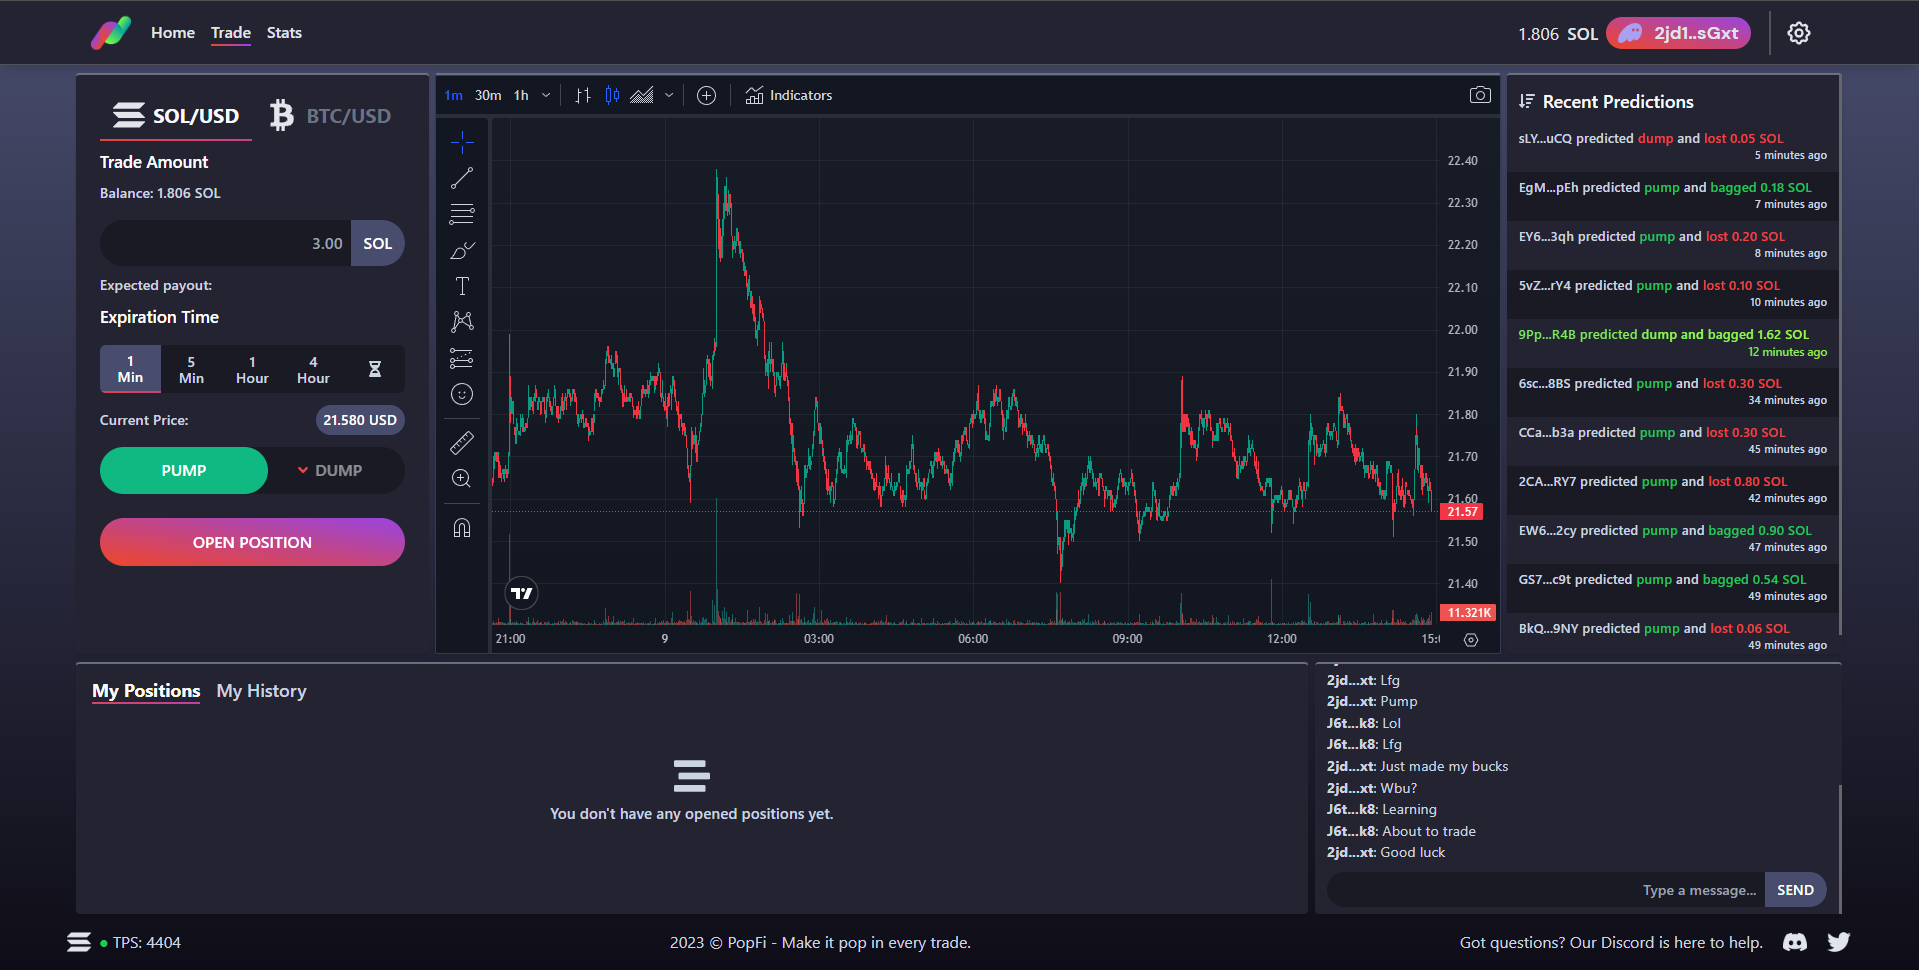 Home Trade Stats
1.806 SOL 2jd1..sGxt
SOL/USD BTC/USD
Trade Amount
Balance: 1.806 SOL
3.00 SOL
Expected payout:
Expiration Time
1 Min 5 Min 1 Hour 4 Hour
Current Price: 21.580 USD
PUMP DUMP
OPEN POSITION
1m 30m 1h Indicators
22.40
22.30
22.20
22.10
22.00
21.90
21.80
21.70
21.60
21.57
21.50
21.40
11.321K
21:00 9 03:00 06:00 09:00 12:00 15:
Recent Predictions
sLY...uCQ predicted dump and lost 0.05 SOL
5 minutes ago
EgM...pEh predicted pump and bagged 0.18 SOL
7 minutes ago
EY6...3qh predicted pump and lost 0.20 SOL
8 minutes ago
5vZ...rY4 predicted pump and lost 0.10 SOL
10 minutes ago
9Pp...R4B predicted dump and bagged 1.62 SOL
12 minutes ago
6sc...8BS predicted pump and lost 0.30 SOL
34 minutes ago
CCa...b3a predicted pump and lost 0.30 SOL
45 minutes ago
2CA...RY7 predicted pump and lost 0.80 SOL
42 minutes ago
EW6...2cy predicted pump and bagged 0.90 SOL
47 minutes ago
GS7...c9t predicted pump and bagged 0.54 SOL
49 minutes ago
BkQ...9NY predicted pump and lost 0.06 SOL
49 minutes ago
My Positions My History
You don't have any opened positions yet.
2jd...xt: Lfg
2jd...xt: Pump
J6t...k8: Lol
J6t...k8: Lfg
2jd...xt: Just made my bucks
2jd...xt: Wbu?
J6t...k8: Learning
J6t...k8: About to trade
2jd...xt: Good luck
Type a message... SEND
TPS: 4404
2023 © PopFi - Make it pop in every trade.
Got questions? Our Discord is here to help.